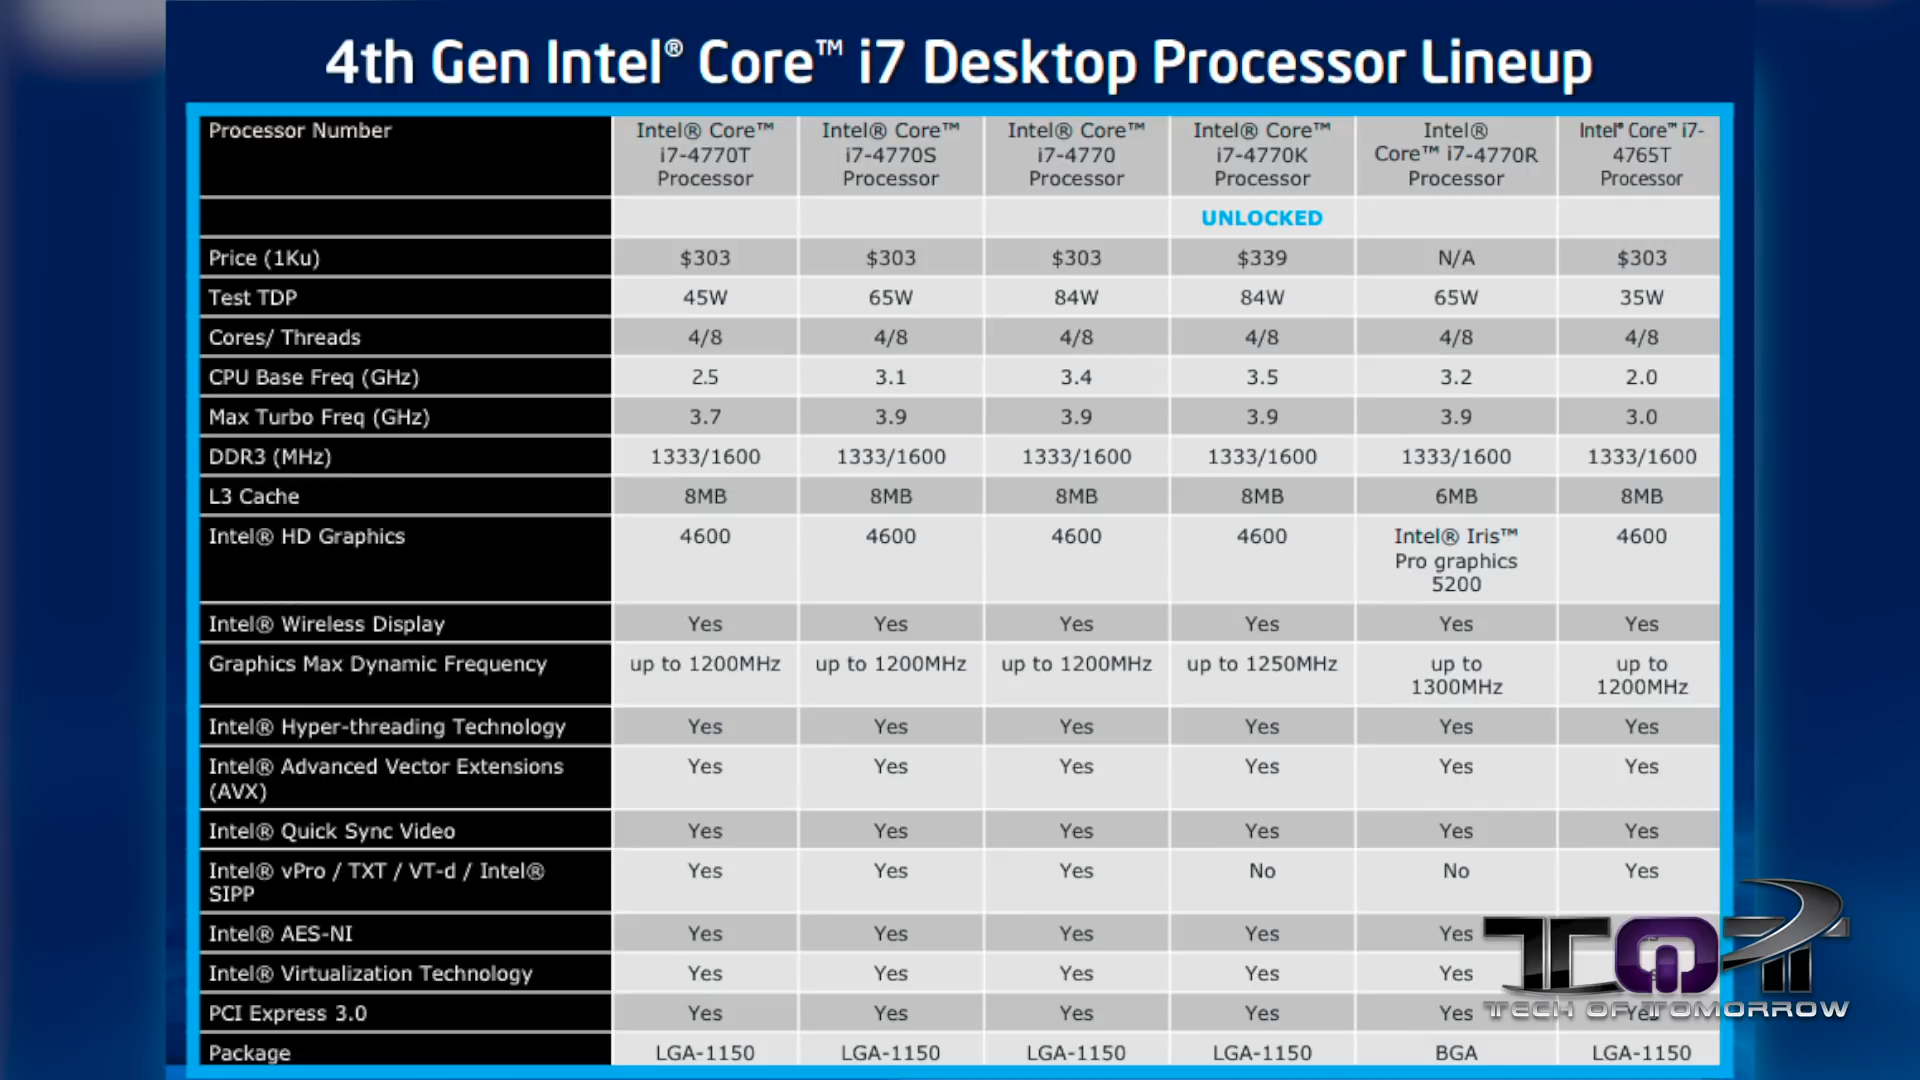 4th Gen Intel® Core™ i7 Desktop Processor Lineup
Processor Number
Intel® Core™ i7-4770T Processor
Intel® Core™ i7-4770S Processor
Intel® Core™ i7-4770 Processor
Intel® Core™ i7-4770K Processor
Intel® Core™ i7-4770R Processor
Intel® Core™ i7-4765T Processor
UNLOCKED
Price (1Ku) $303 $303 $303 $339 N/A $303
Test TDP 45W 65W 84W 84W 65W 35W
Cores/ Threads 4/8 4/8 4/8 4/8 4/8 4/8
CPU Base Freq (GHz) 2.5 3.1 3.4 3.5 3.2 2.0
Max Turbo Freq (GHz) 3.7 3.9 3.9 3.9 3.9 3.0
DDR3 (MHz) 1333/1600 1333/1600 1333/1600 1333/1600 1333/1600 1333/1600
L3 Cache 8MB 8MB 8MB 8MB 6MB 8MB
Intel® HD Graphics 4600 4600 4600 4600 Intel® Iris™ Pro graphics 5200 4600
Intel® Wireless Display Yes Yes Yes Yes Yes Yes
Graphics Max Dynamic Frequency up to 1200MHz up to 1200MHz up to 1200MHz up to 1250MHz up to 1300MHz up to 1200MHz
Intel® Hyper-threading Technology Yes Yes Yes Yes Yes Yes
Intel® Advanced Vector Extensions (AVX) Yes Yes Yes Yes Yes Yes
Intel® Quick Sync Video Yes Yes Yes Yes Yes Yes
Intel® vPro / TXT / VT-d / Intel® SIPP Yes Yes Yes No No Yes
Intel® AES-NI Yes Yes Yes Yes Yes
Intel® Virtualization Technology Yes Yes Yes Yes Yes
PCI Express 3.0 Yes Yes Yes Yes Yes Yes
Package LGA-1150 LGA-1150 LGA-1150 LGA-1150 BGA LGA-1150
TOT
TECH OF TOMORROW